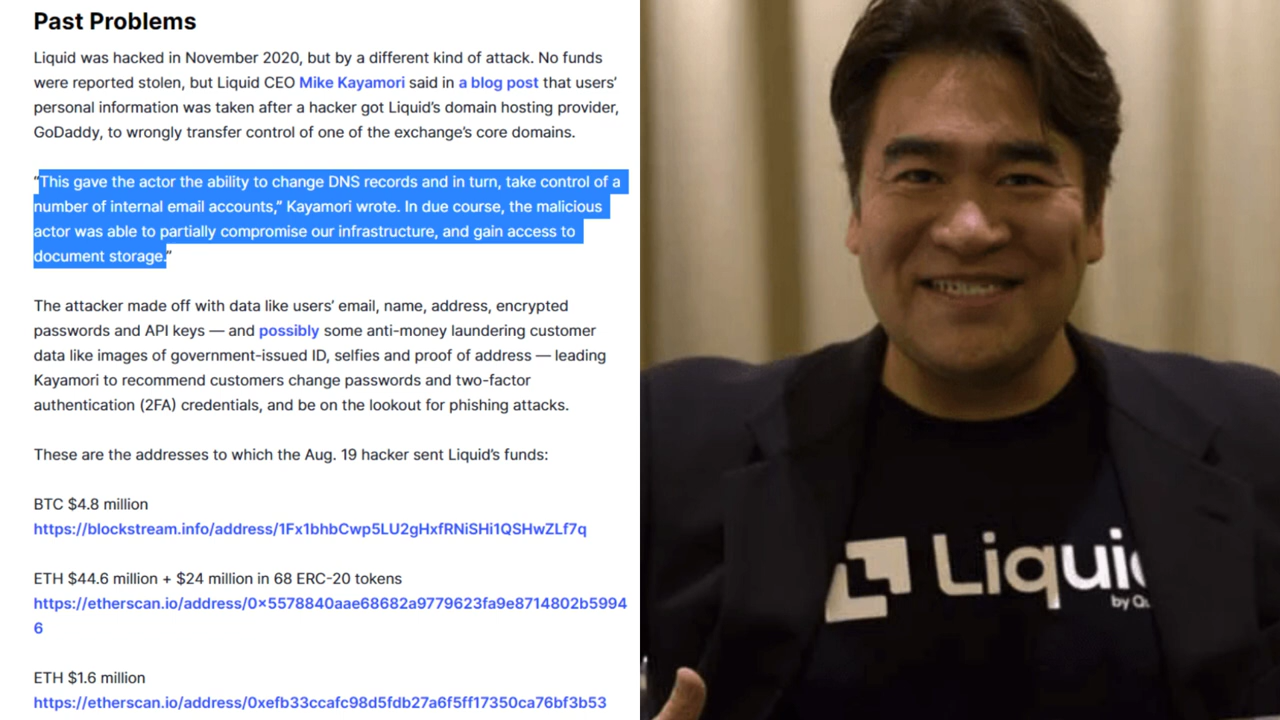 Past Problems
Liquid was hacked in November 2020, but by a different kind of attack. No funds
were reported stolen, but Liquid CEO Mike Kayamori said in a blog post that users’
personal information was taken after a hacker got Liquid’s domain hosting provider,
GoDaddy, to wrongly transfer control of one of the exchange’s core domains.
“This gave the actor the ability to change DNS records and in turn, take control of a
number of internal email accounts,” Kayamori wrote. In due course, the malicious
actor was able to partially compromise our infrastructure, and gain access to
document storage.“
The attacker made off with data like users’ email, name, address, encrypted
passwords and API keys — and possibly some anti-money laundering customer
data like images of government-issued ID, selfies and proof of address — leading
Kayamori to recommend customers change passwords and two-factor
authentication (2FA) credentials, and be on the lookout for phishing attacks.
These are the addresses to which the Aug. 19 hacker sent Liquid’s funds:
BTC $4.8 million
https://blockstream.info/address/1Fx1bhbCwp5LU2gHxfRNiSHi1QSHwZLf7q
ETH $44.6 million + $24 million in 68 ERC-20 tokens
https://etherscan.io/address/0×5578840aae68682a9779623fa9e8714802b5994
6
ETH $1.6 million
https://etherscan.io/address/0xefb33ccafc98d5fdb27a6f5ff17350ca76bf3b53
Liqui
by